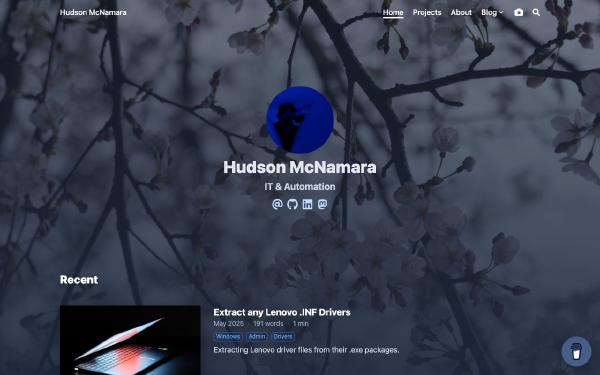 Hudson McNamara
Home Projects About Blog
Hudson McNamara
IT & Automation
Recent
Extract any Lenovo .INF Drivers
May 2025 · 191 words · 1 min
Windows Admin Drivers
Extracting Lenovo driver files from their .exe packages.